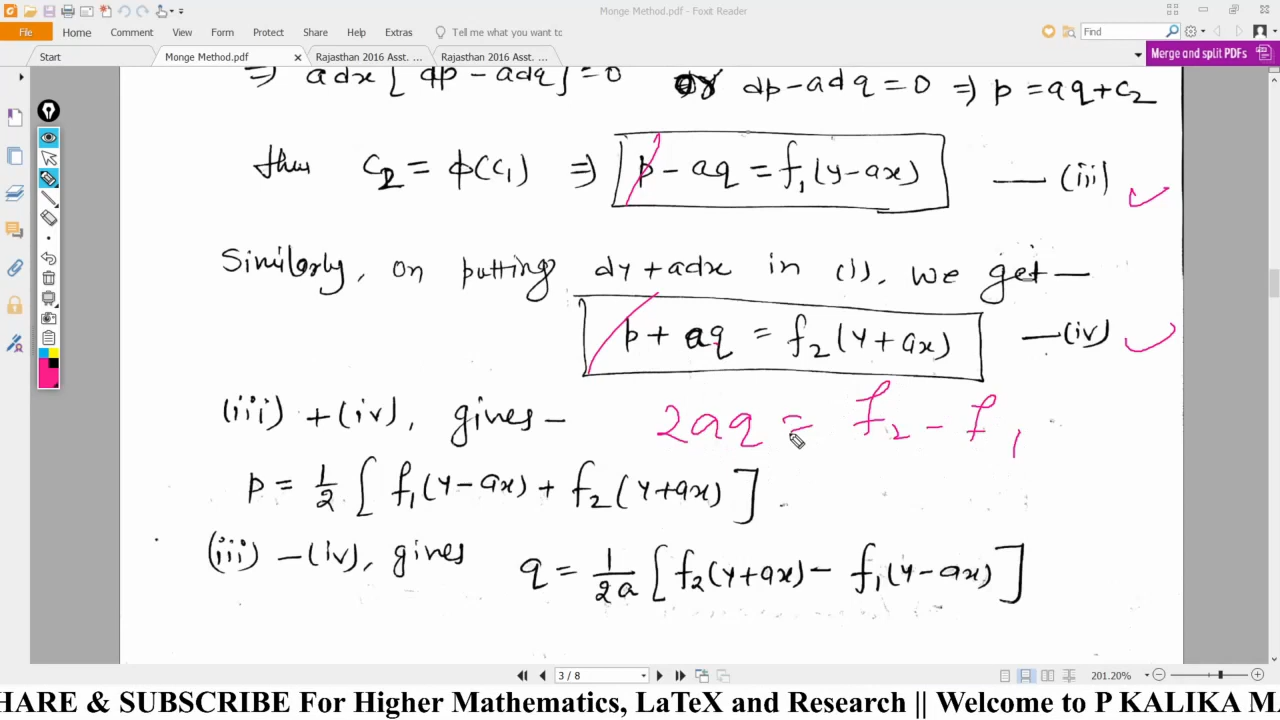 Monge Method.pdf - Foxit Reader
File Home Comment View Form Protect Share Help Extras Tell me what you want to Find
Start Monge Method.pdf × Rajasthan 2016 Asst. ... Rajasthan 2016 Asst. ... Merge and split PDFs
⇒ adx [dp - adq] = 0 or dp - adq = 0 ⇒ p = aq + c₂
thus c₂ = ϕ(c₁) ⇒ p - aq = f₁(y - ax) — (iii)
Similarly, on putting dy + adx in (i), we get —
p + aq = f₂(y + ax) — (iv)
(iii) + (iv), gives - 2aq = f₂ - f₁
p = 1/2 [f₁(y - ax) + f₂(y + ax)]
(iii) - (iv), gives q = 1/2a [f₂(y + ax) - f₁(y - ax)]
3 / 8 201.20%
HARE & SUBSCRIBE For Higher Mathematics, LaTeX and Research || Welcome to P KALIKA MA